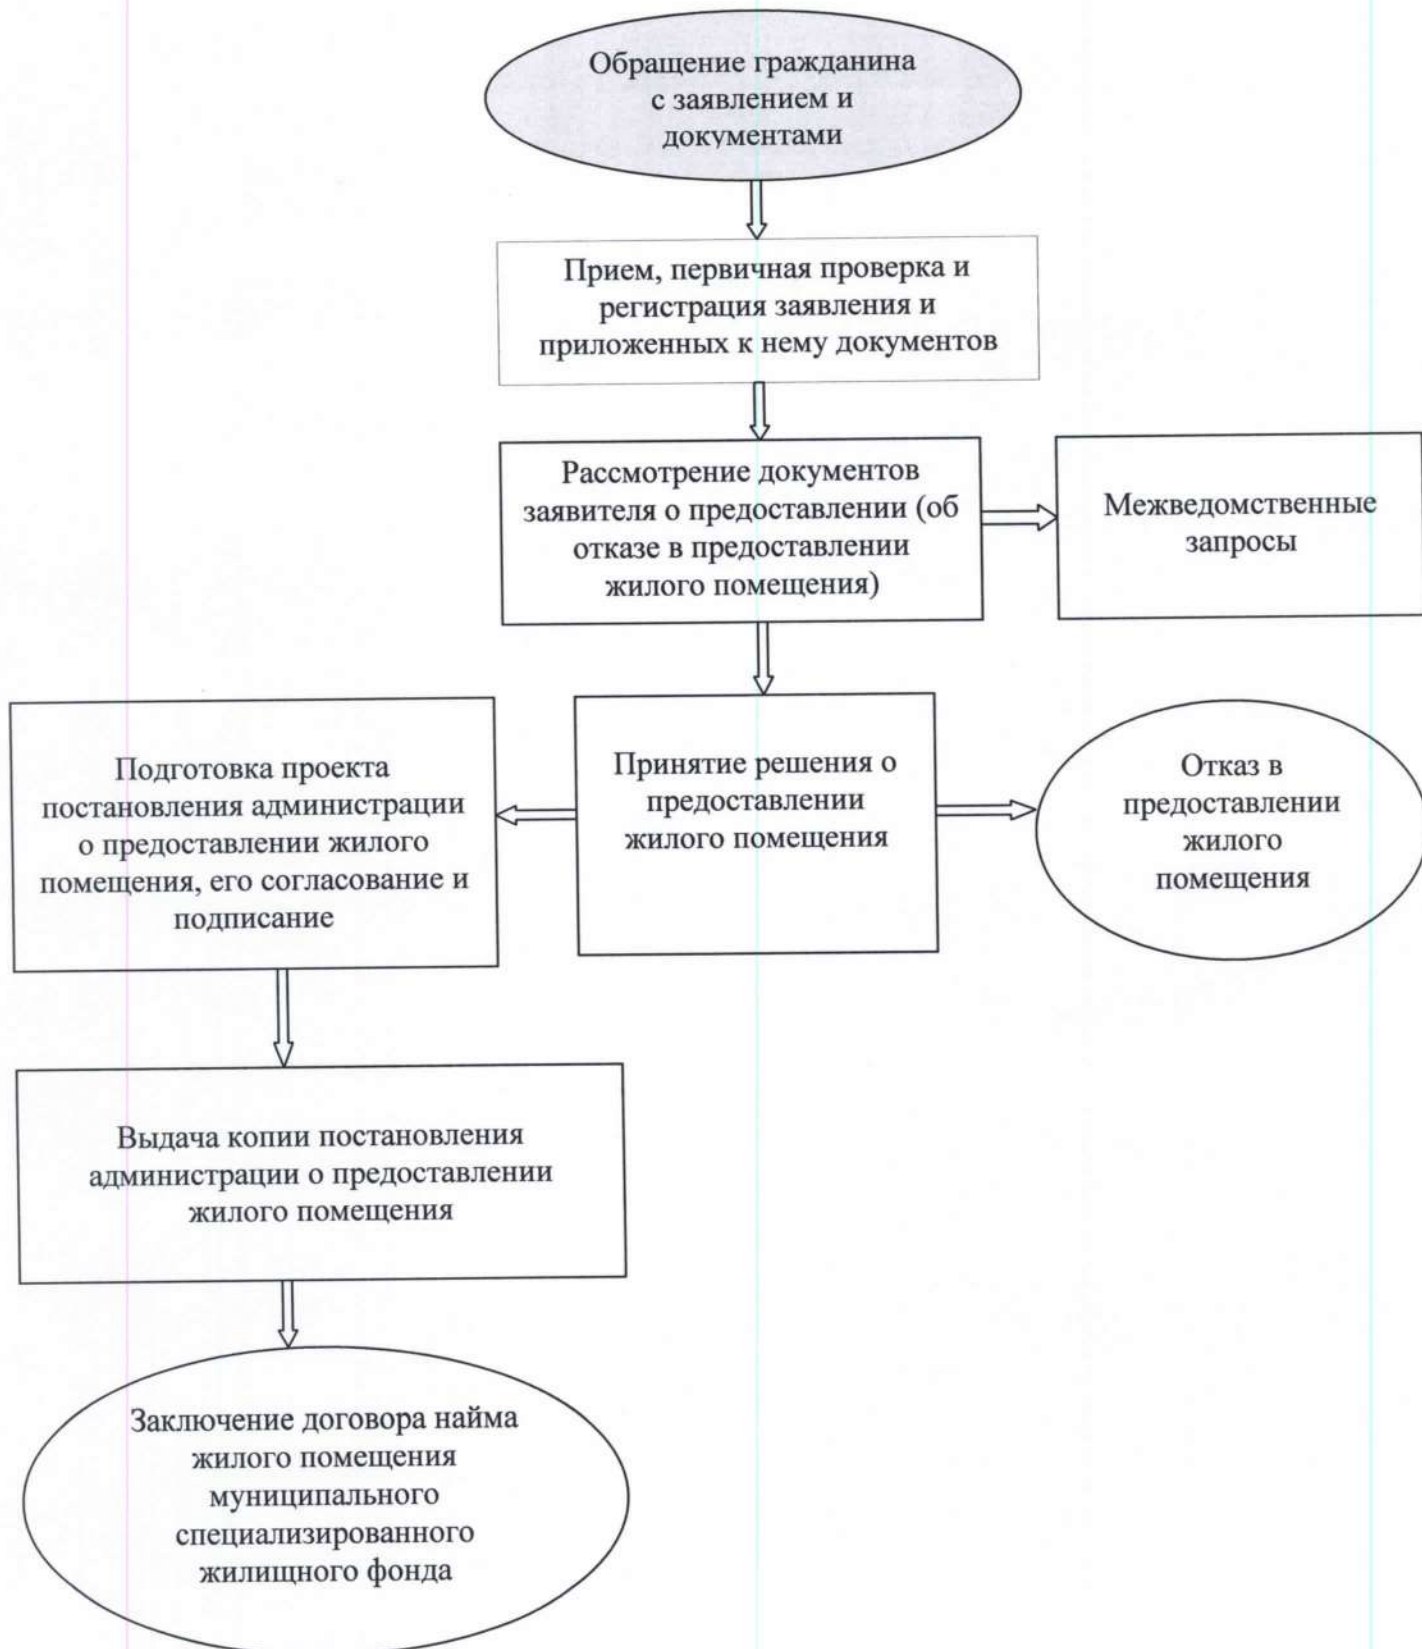 Обращение гражданина
с заявлением и
документами
Прием, первичная проверка и
регистрация заявления и
приложенных к нему документов
Рассмотрение документов
заявителя о предоставлении (об
отказе в предоставлении
жилого помещения)
Межведомственные
запросы
Подготовка проекта
постановления администрации
о предоставлении жилого
помещения, его согласование и
подписание
Принятие решения о
предоставлении
жилого помещения
Отказ в
предоставлении
жилого
помещения
Выдача копии постановления
администрации о предоставлении
жилого помещения
Заключение договора найма
жилого помещения
муниципального
специализированного
жилищного фонда